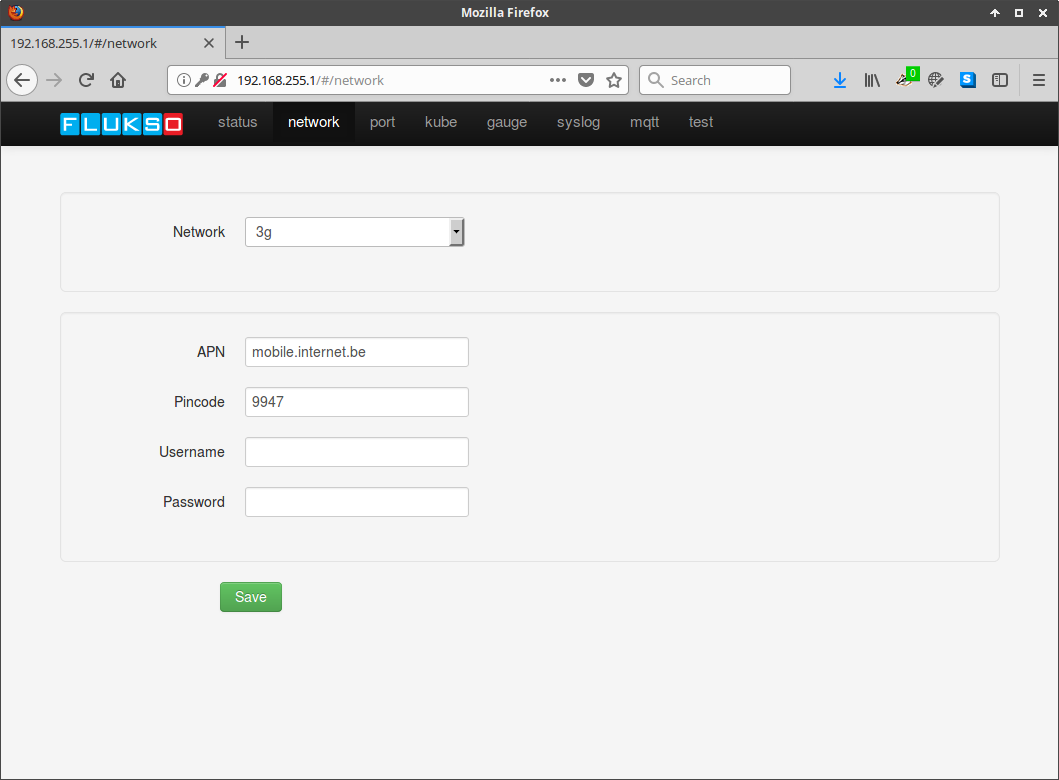 Mozilla Firefox
192.168.255.1/#/network
192.168.255.1/#/network
Search
0
S
FLUKSO status network port kube gauge syslog mqtt test
Network 3g
APN mobile.internet.be
Pincode 9947
Username
Password
Save